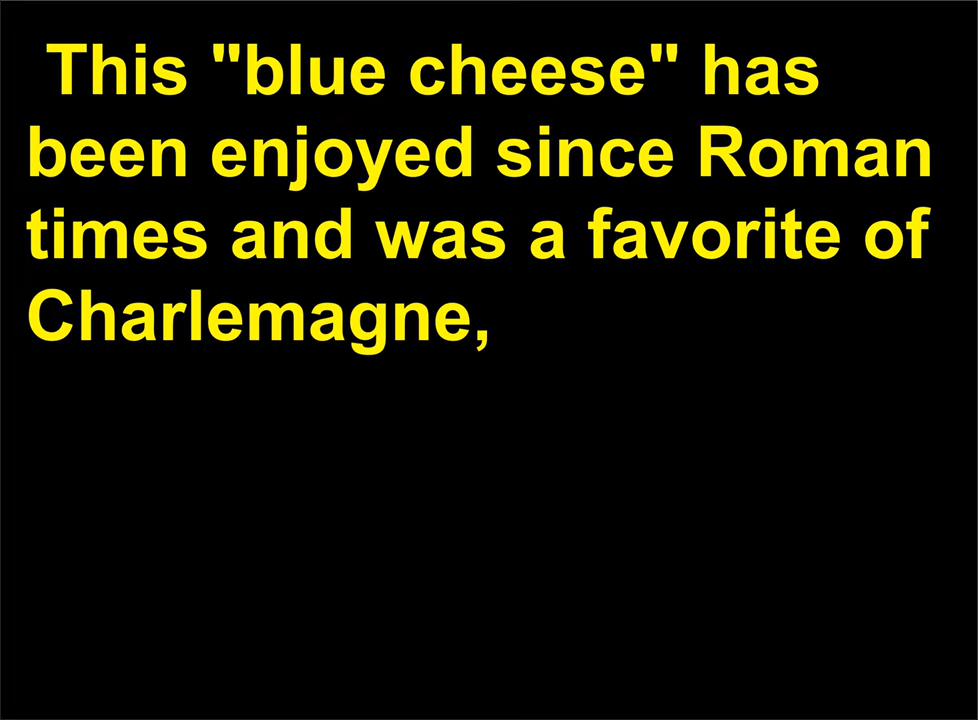 This "blue cheese" has
been enjoyed since Roman
times and was a favorite of
Charlemagne,